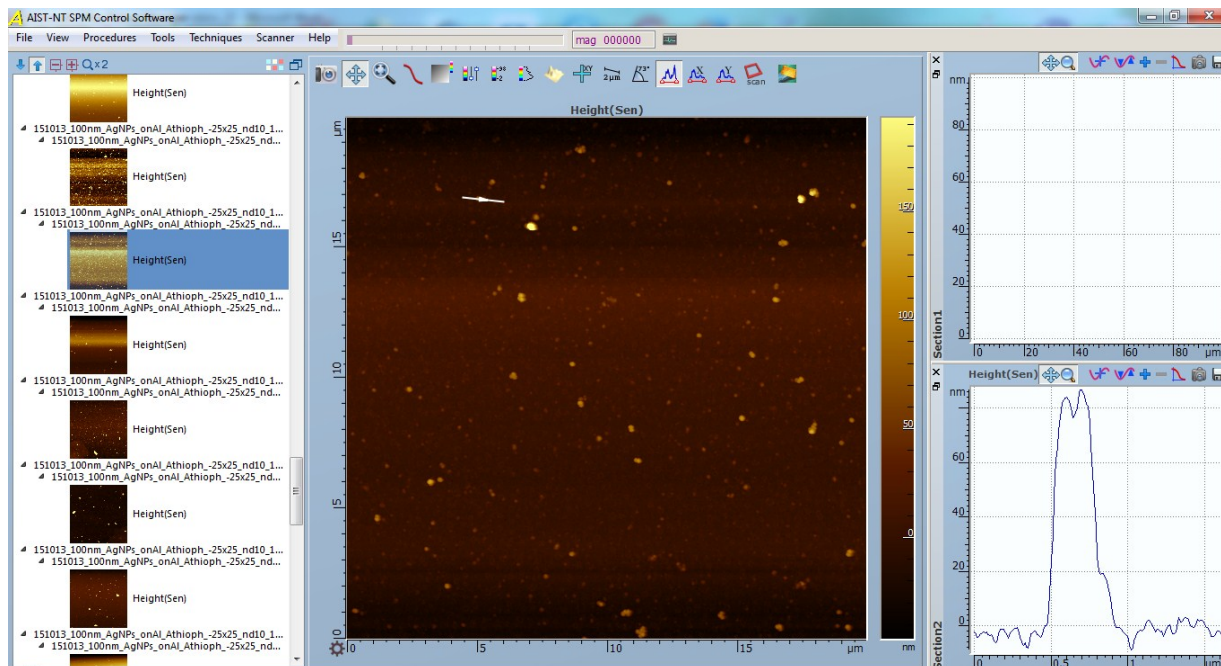 AIST-NT SPM Control Software
File View Procedures Tools Techniques Scanner Help
mag 000000
x2
Height(Sen)
151013_100nm_AgNPs_onAl_Athioph_-25x25_nd10_1...
151013_100nm_AgNPs_onAl_Athioph_-25x25_nd...
Height(Sen)
151013_100nm_AgNPs_onAl_Athioph_-25x25_nd10_1...
151013_100nm_AgNPs_onAl_Athioph_-25x25_nd...
Height(Sen)
151013_100nm_AgNPs_onAl_Athioph_-25x25_nd10_1...
151013_100nm_AgNPs_onAl_Athioph_-25x25_nd...
Height(Sen)
151013_100nm_AgNPs_onAl_Athioph_-25x25_nd10_1...
151013_100nm_AgNPs_onAl_Athioph_-25x25_nd...
Height(Sen)
151013_100nm_AgNPs_onAl_Athioph_-25x25_nd10_1...
151013_100nm_AgNPs_onAl_Athioph_-25x25_nd...
Height(Sen)
151013_100nm_AgNPs_onAl_Athioph_-25x25_nd10_1...
151013_100nm_AgNPs_onAl_Athioph_-25x25_nd...
Height(Sen)
151013_100nm_AgNPs_onAl_Athioph_-25x25_nd10_1...
151013_100nm_AgNPs_onAl_Athioph_-25x25_nd...
XY
2µm
73°
X
Y
scan
Height(Sen)
µm
15
10
5
0
0 5 10 15 µm
150
100
50
0
nm
nm
80
60
40
20
0
0 20 40 60 80 µm
Section1
Height(Sen)
nm
60
40
20
0
0 0.5 µm
Section2